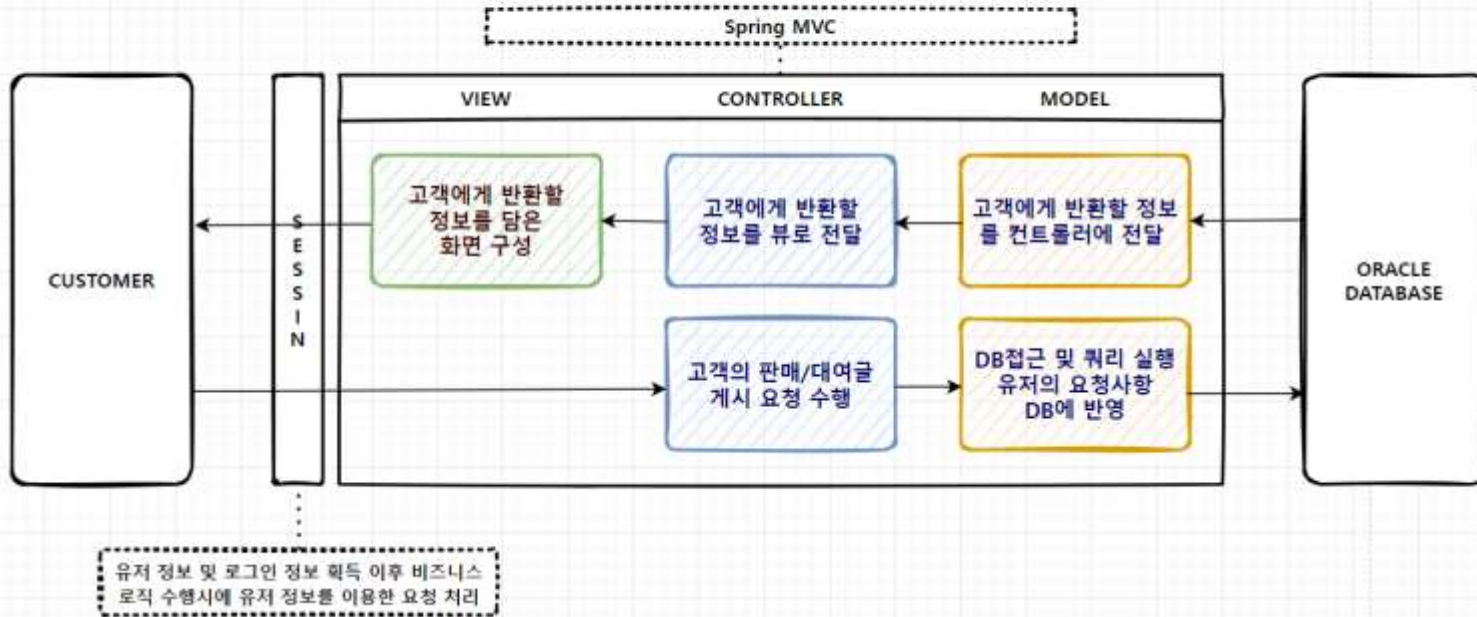 Spring MVC
VIEW
CONTROLLER
MODEL
CUSTOMER
S
E
S
S
I
N
고객에게 반환할
정보를 담은
화면 구성
고객에게 반환할
정보를 뷰로 전달
고객에게 반환할 정보
를 컨트롤러에 전달
고객의 판매/대여글
게시 요청 수행
DB접근 및 쿼리 실행
유저의 요청사항
DB에 반영
ORACLE
DATABASE
유저 정보 및 로그인 정보 획득 이후 비즈니스
로직 수행시에 유저 정보를 이용한 요청 처리